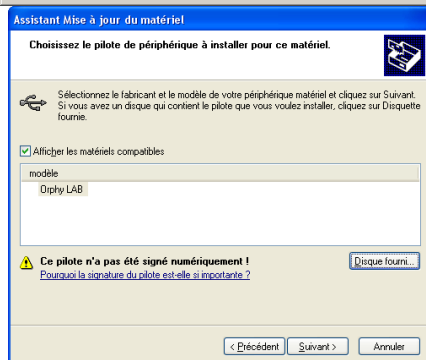 Assistant Mise à jour du matériel
Choisissez le pilote de périphérique à installer pour ce matériel.
Sélectionnez le fabricant et le modèle de votre périphérique matériel et cliquez sur Suivant.
Si vous avez un disque qui contient le pilote que vous voulez installer, cliquez sur Disquette
fournie.
Afficher les matériels compatibles
modèle
Orphy LAB
Ce pilote n'a pas été signé numériquement !
Pourquoi la signature du pilote est-elle si importante ?
Disque fourni...
< Précédent
Suivant >
Annuler